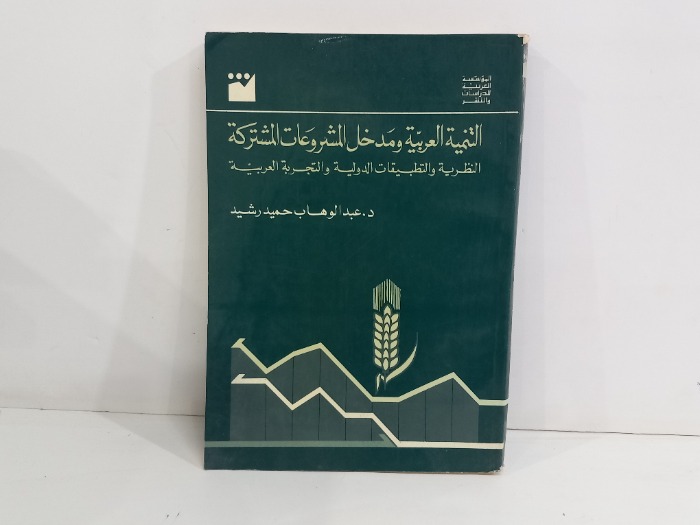 المؤسسة
العربية
للدراسات
والنشر
التنمية العربية ومدخل المشروعات المشتركة
النظرية والتطبيقات الدولية والتجربة العربية
د. عبد الوهاب حميد رشيد